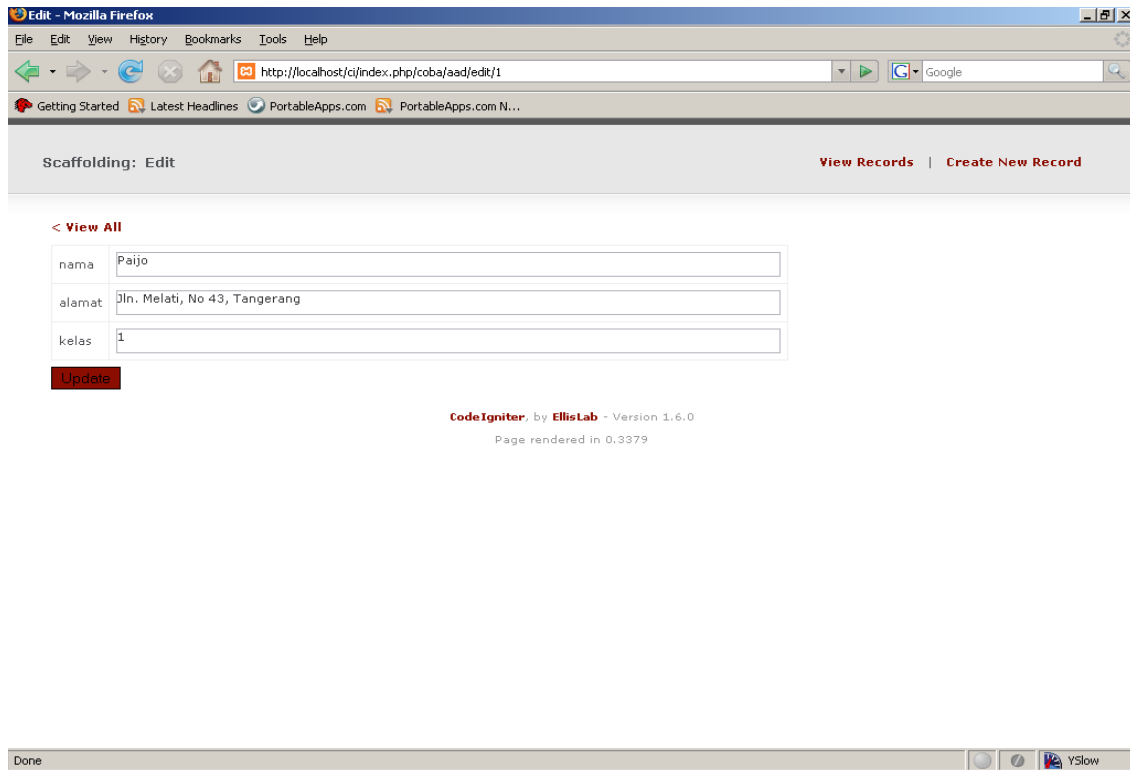 Edit - Mozilla Firefox
File Edit View History Bookmarks Tools Help
http://localhost/ci/index.php/coba/aad/edit/1 G Google
Getting Started Latest Headlines PortableApps.com PortableApps.com N...
Scaffolding: Edit View Records | Create New Record
< View All
nama Paijo
alamat Jln. Melati, No 43, Tangerang
kelas 1
Update
CodeIgniter, by EllisLab - Version 1.6.0
Page rendered in 0.3379
Done YSlow